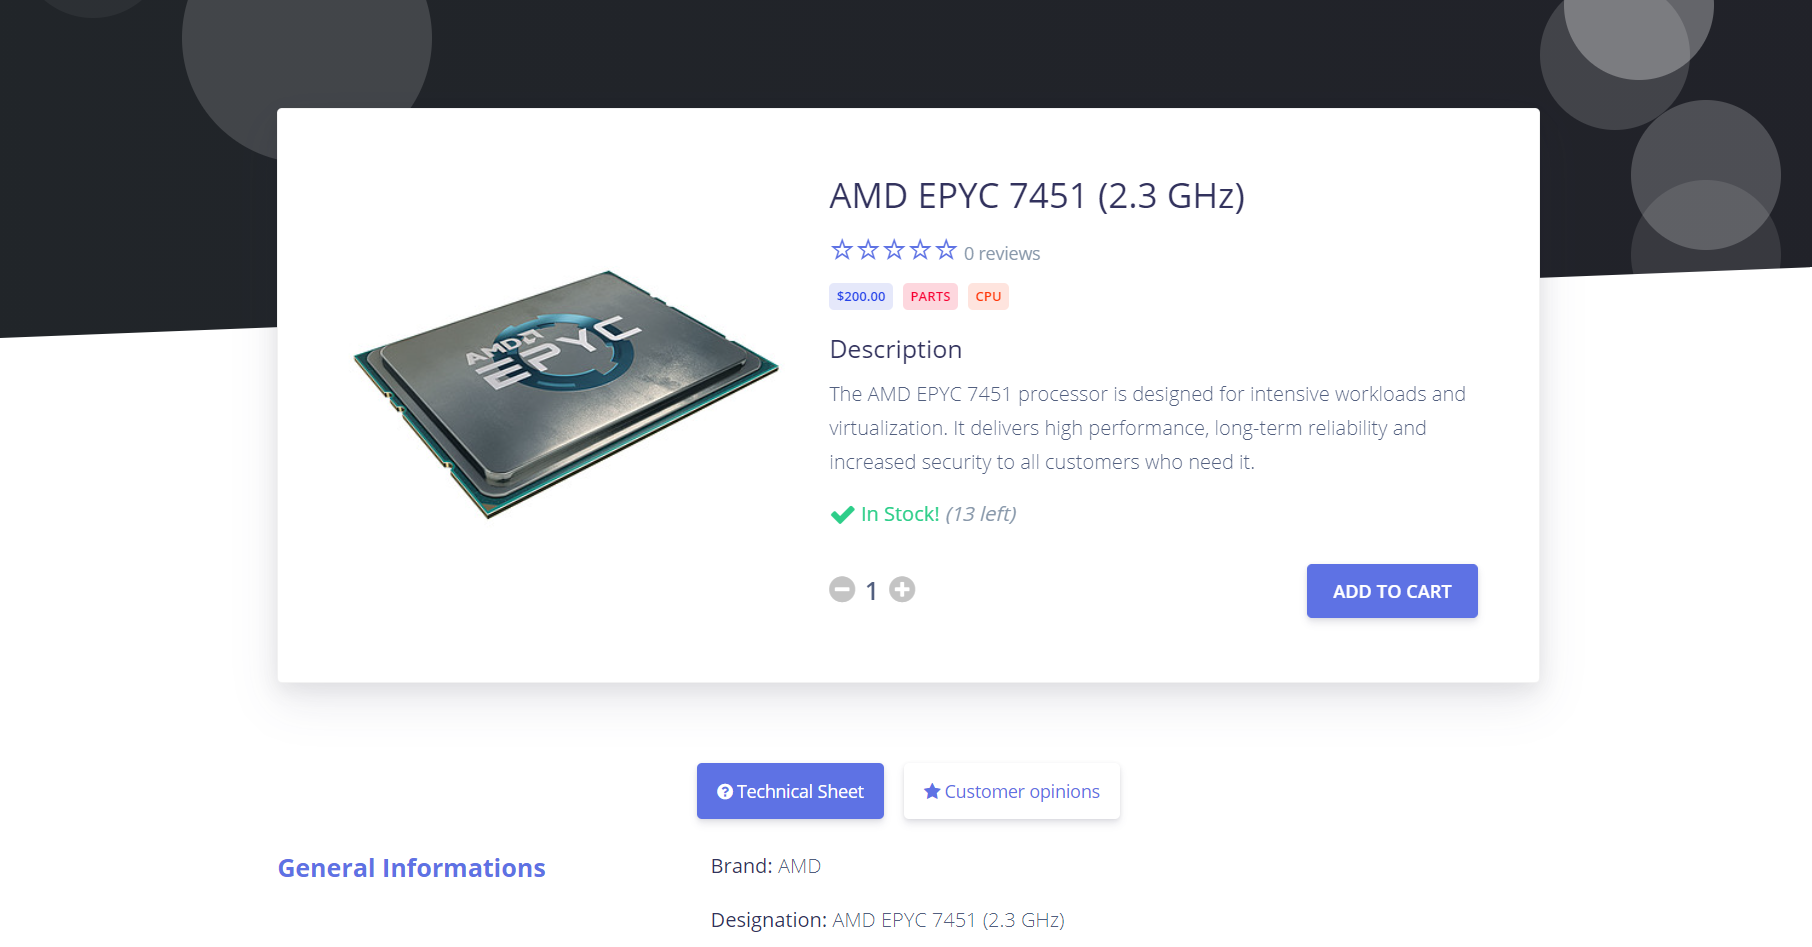 AMD EPYC 7451 (2.3 GHz)
0 reviews
$200.00 PARTS CPU
AMD
EPYC
Description
The AMD EPYC 7451 processor is designed for intensive workloads and
virtualization. It delivers high performance, long-term reliability and
increased security to all customers who need it.
In Stock! (13 left)
1
ADD TO CART
Technical Sheet
Customer opinions
General Informations
Brand: AMD
Designation: AMD EPYC 7451 (2.3 GHz)